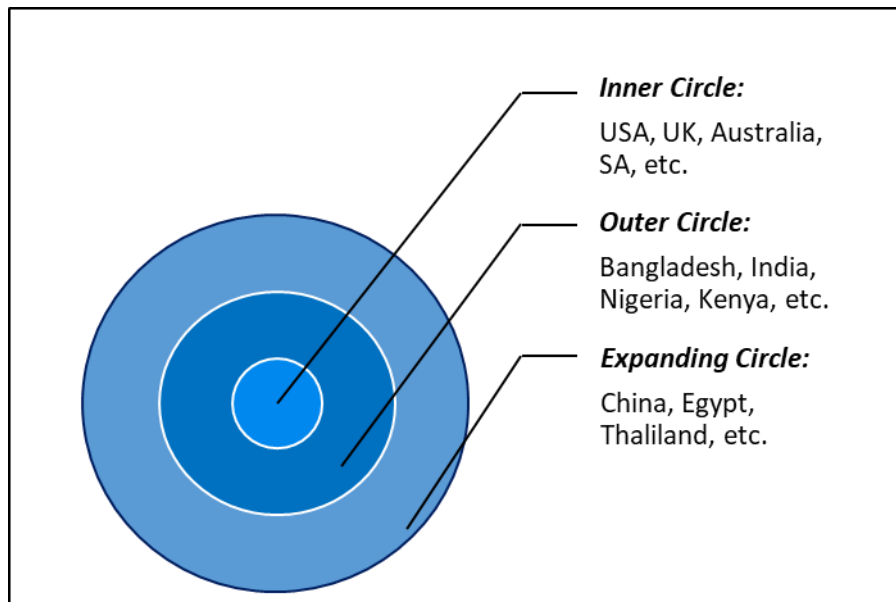 Inner Circle:
USA, UK, Australia,
SA, etc.
Outer Circle:
Bangladesh, India,
Nigeria, Kenya, etc.
Expanding Circle:
China, Egypt,
Thaliland, etc.